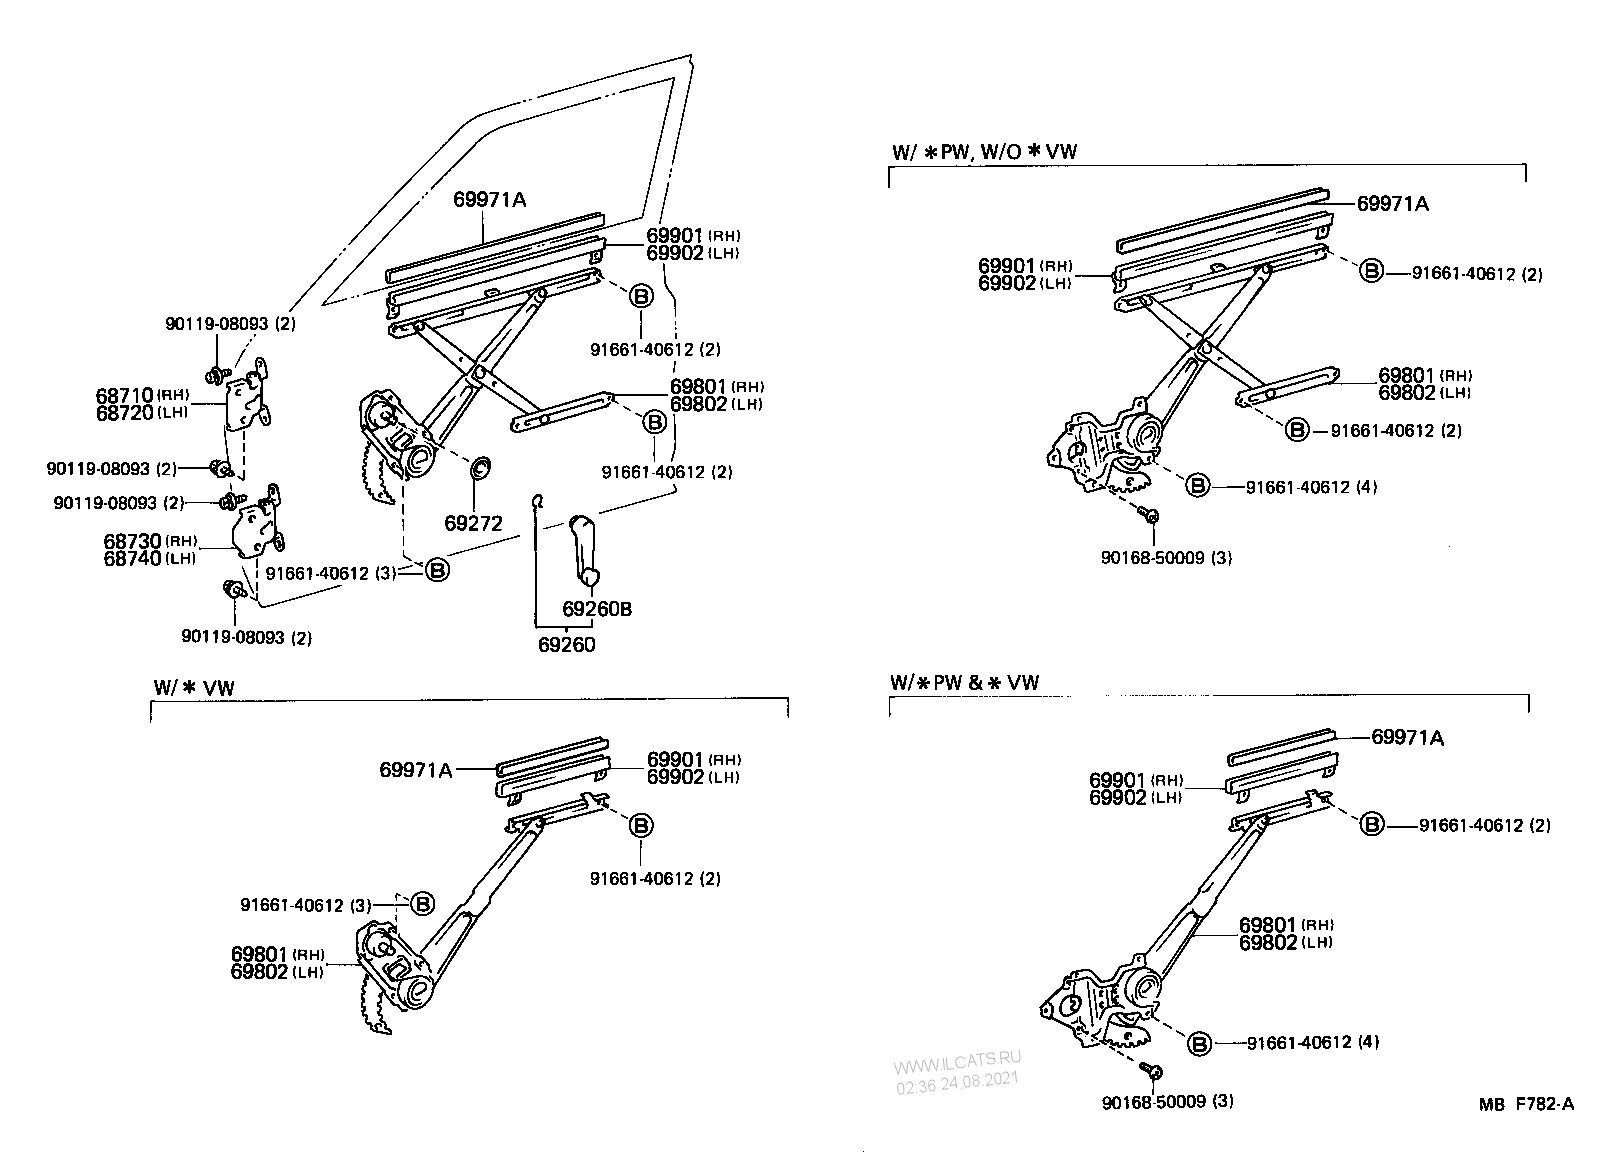 69971A
69901 (RH)
69902 (LH)
B
91661-40612 (2)
90119-08093 (2)
68710 (RH)
68720 (LH)
69801 (RH)
69802 (LH)
B
91661-40612 (2)
90119-08093 (2)
90119-08093 (2)
69272
68730 (RH)
68740 (LH)
91661-40612 (3)
B
90119-08093 (2)
69260B
69260
W/ *PW, W/O *VW
69971A
69901 (RH)
69902 (LH)
B
91661-40612 (2)
69801 (RH)
69802 (LH)
B
91661-40612 (2)
B
91661-40612 (4)
90168-50009 (3)
W/ * VW
69971A
69901 (RH)
69902 (LH)
B
91661-40612 (2)
91661-40612 (3)
B
69801 (RH)
69802 (LH)
W/*PW & * VW
69971A
69901 (RH)
69902 (LH)
B
91661-40612 (2)
69801 (RH)
69802 (LH)
B
91661-40612 (4)
90168-50009 (3)
WWW.ILCATS.RU
02:36 24.08.2021
MB F782-A